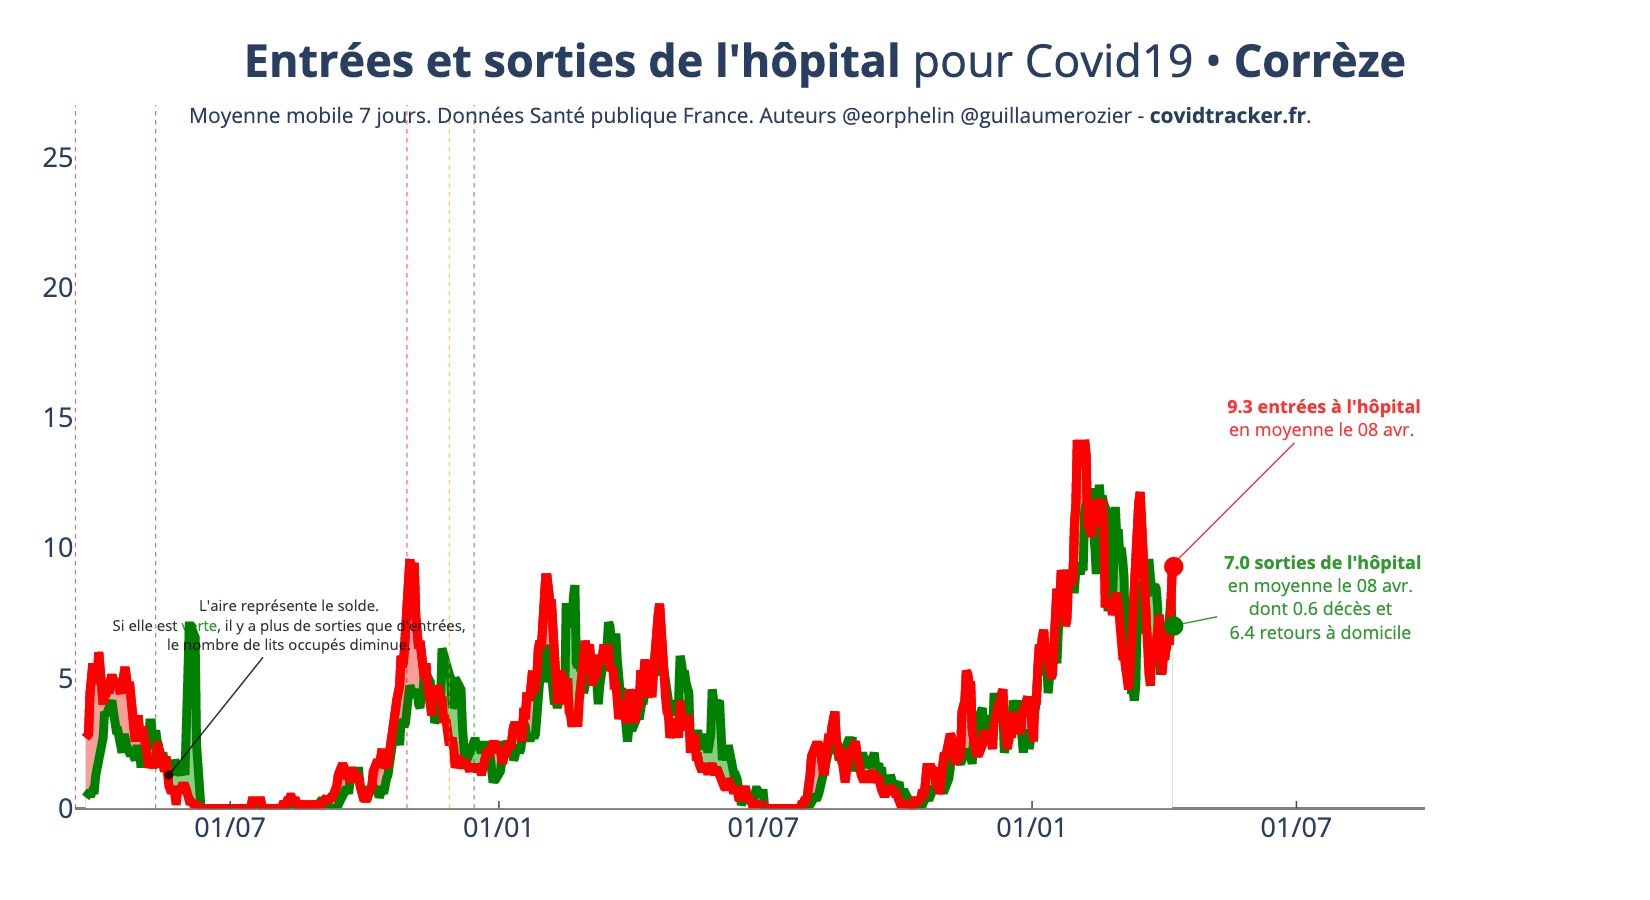 Entrées et sorties de l'hôpital pour Covid19 • Corrèze
Moyenne mobile 7 jours. Données Santé publique France. Auteurs @eorphelin @guillaumerozier - covidtracker.fr.
25
20
15
10
5
0
9.3 entrées à l'hôpital
en moyenne le 08 avr.
7.0 sorties de l'hôpital
en moyenne le 08 avr.
dont 0.6 décès et
6.4 retours à domicile
L'aire représente le solde.
Si elle est verte, il y a plus de sorties que d'entrées,
le nombre de lits occupés diminue.
01/07
01/01
01/07
01/01
01/07